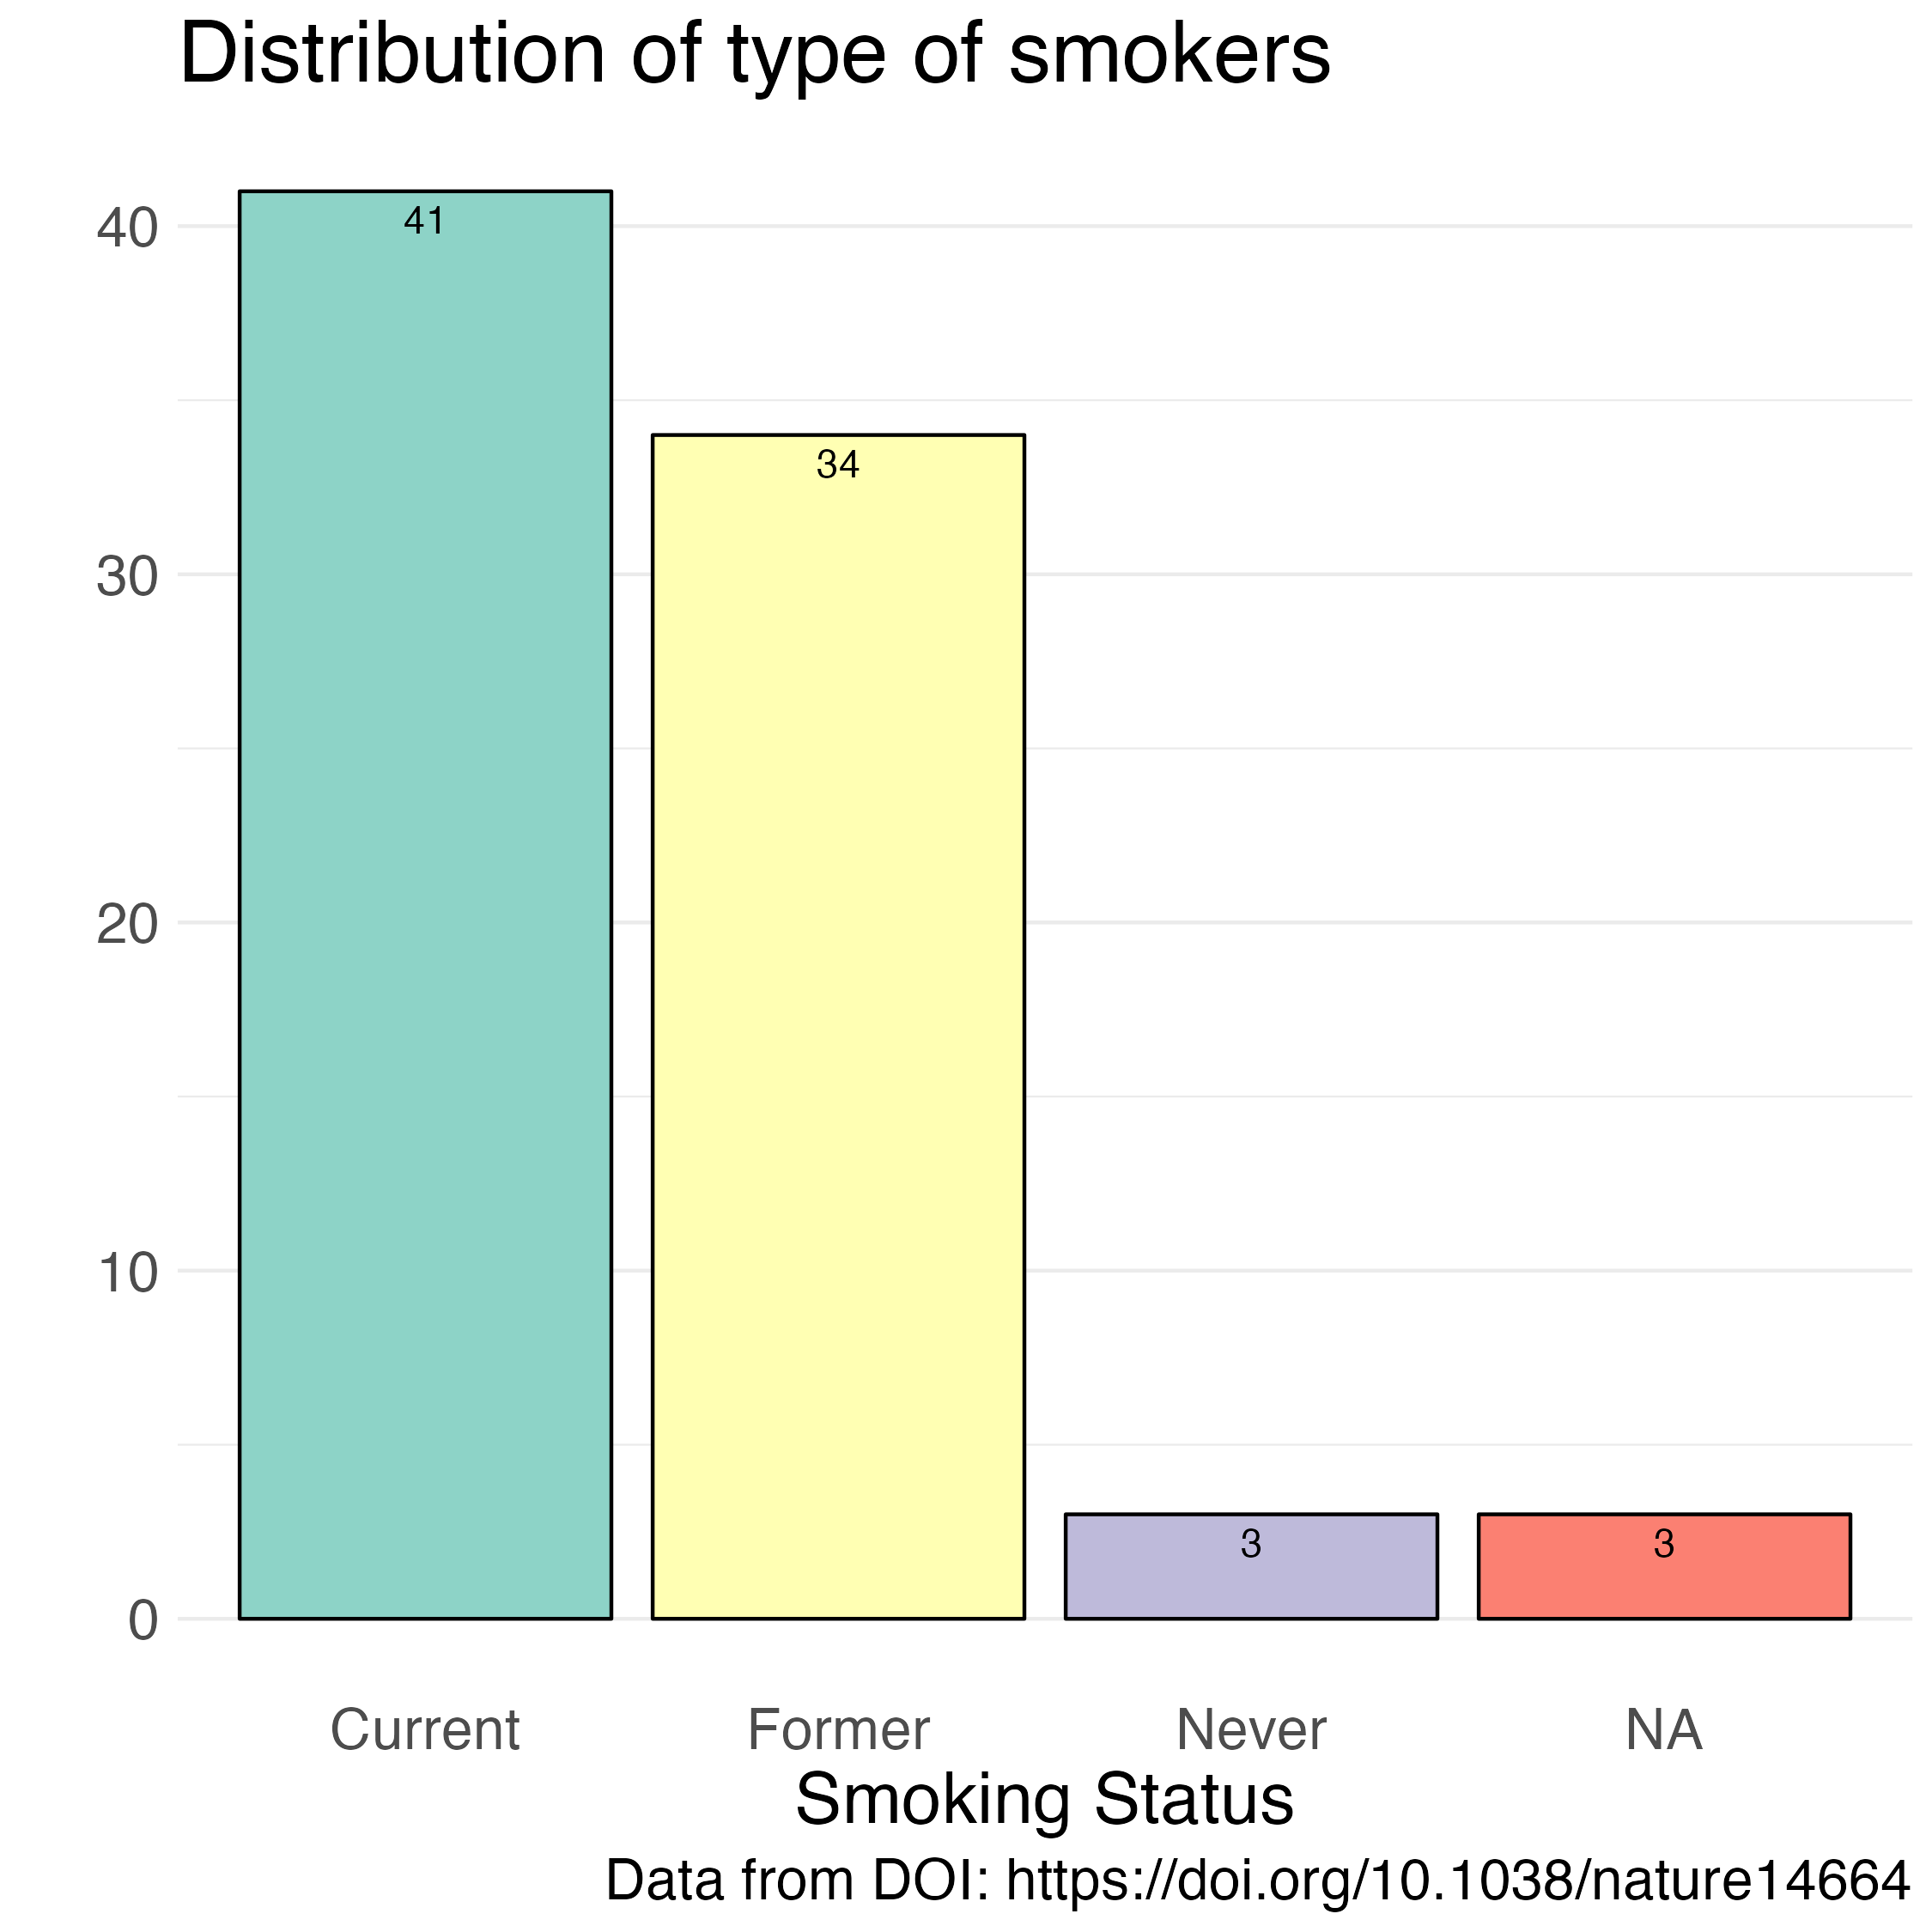 Distribution of type of smokers
40
30
20
10
0
41
34
3
3
Current Former Never NA
Smoking Status
Data from DOI: https://doi.org/10.1038/nature14664